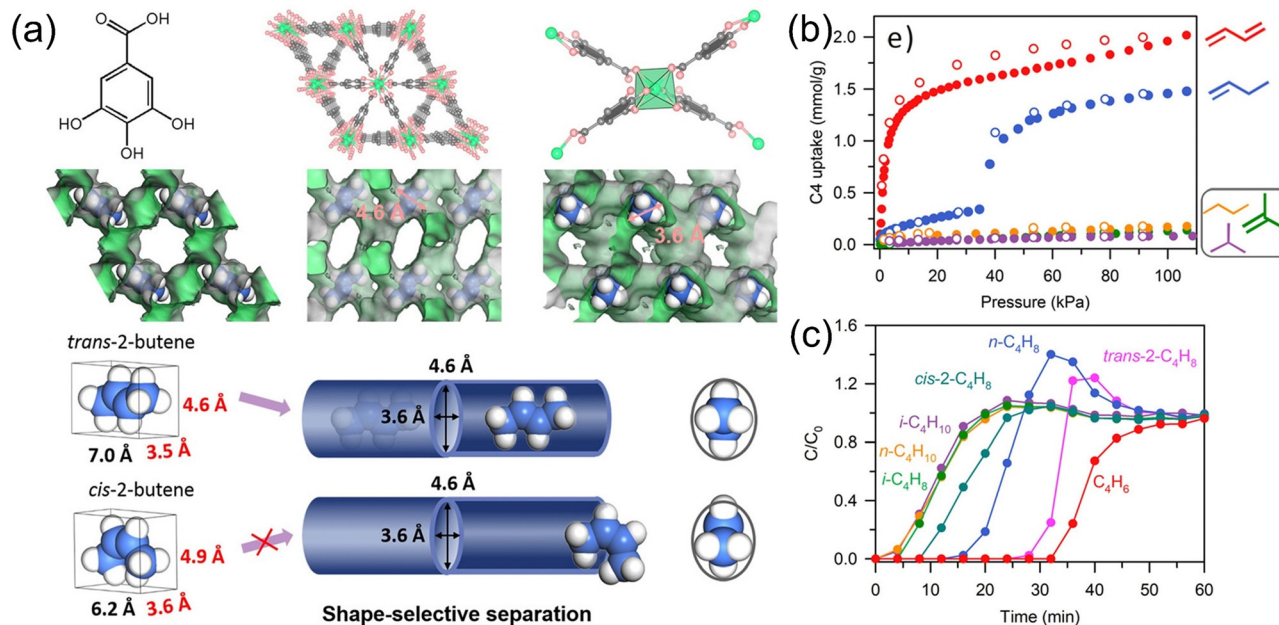 (a)
O
OH
HO
OH
OH
4.6 Å
3.6 Å
trans-2-butene
4.6 Å
7.0 Å
3.5 Å
4.6 Å
3.6 Å
cis-2-butene
4.9 Å
6.2 Å
3.6 Å
4.6 Å
3.6 Å
Shape-selective separation
(b)
e)
C4 uptake (mmol/g)
2.0
1.5
1.0
0.5
0.0
0 20 40 60 80 100
Pressure (kPa)
(c)
C/C₀
1.6
1.2
0.8
0.4
0.0
n-C₄H₈
trans-2-C₄H₈
cis-2-C₄H₈
i-C₄H₁₀
n-C₄H₁₀
i-C₄H₈
C₄H₆
0 10 20 30 40 50 60
Time (min)